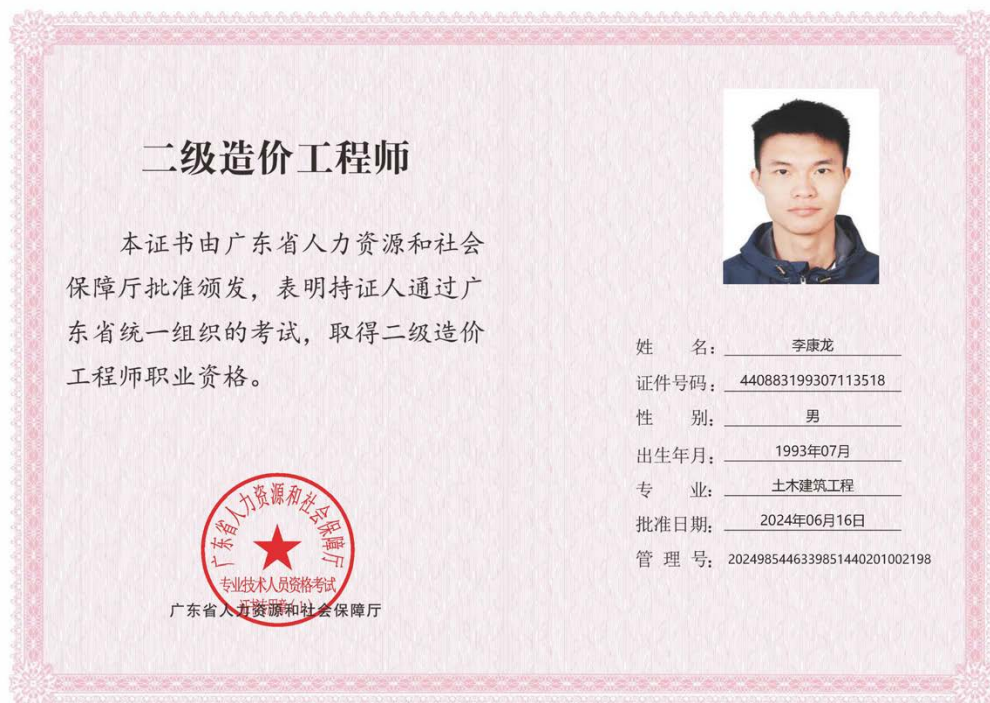 二级造价工程师
本证书由广东省人力资源和社会
保障厅批准颁发，表明持证人通过广
东省统一组织的考试，取得二级造价
工程师职业资格。
广东省人力资源和社会保障厅
专业技术人员资格考试
广东省人力资源和社会保障厅
姓 名：李康龙
证件号码：440883199307113518
性 别：男
出生年月：1993年07月
专 业：土木建筑工程
批准日期：2024年06月16日
管 理 号：20249854463398514402010021​98